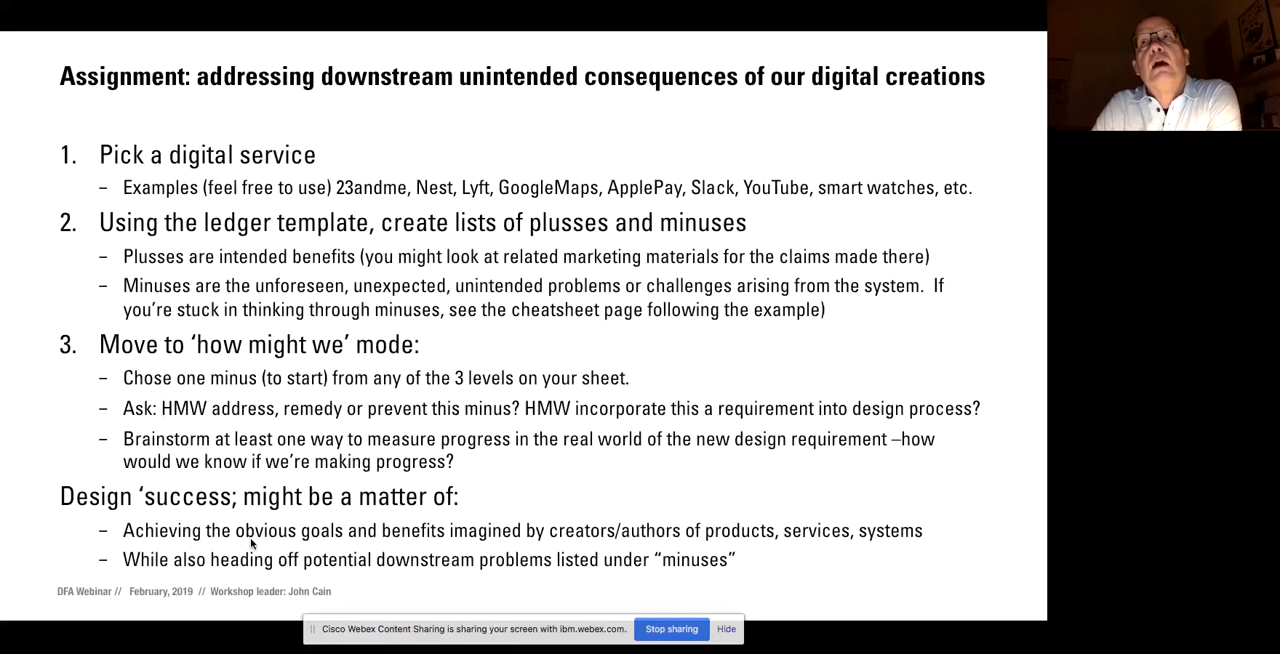 Assignment: addressing downstream unintended consequences of our digital creations
1. Pick a digital service
– Examples (feel free to use) 23andme, Nest, Lyft, GoogleMaps, ApplePay, Slack, YouTube, smart watches, etc.
2. Using the ledger template, create lists of plusses and minuses
– Plusses are intended benefits (you might look at related marketing materials for the claims made there)
– Minuses are the unforeseen, unexpected, unintended problems or challenges arising from the system. If
you’re stuck in thinking through minuses, see the cheatsheet page following the example)
3. Move to ‘how might we’ mode:
– Chose one minus (to start) from any of the 3 levels on your sheet.
– Ask: HMW address, remedy or prevent this minus? HMW incorporate this a requirement into design process?
– Brainstorm at least one way to measure progress in the real world of the new design requirement –how
would we know if we’re making progress?
Design ‘success; might be a matter of:
– Achieving the obvious goals and benefits imagined by creators/authors of products, services, systems
– While also heading off potential downstream problems listed under “minuses”
DFA Webinar // February, 2019 // Workshop leader: John Cain
Cisco Webex Content Sharing is sharing your screen with ibm.webex.com. Stop sharing Hide